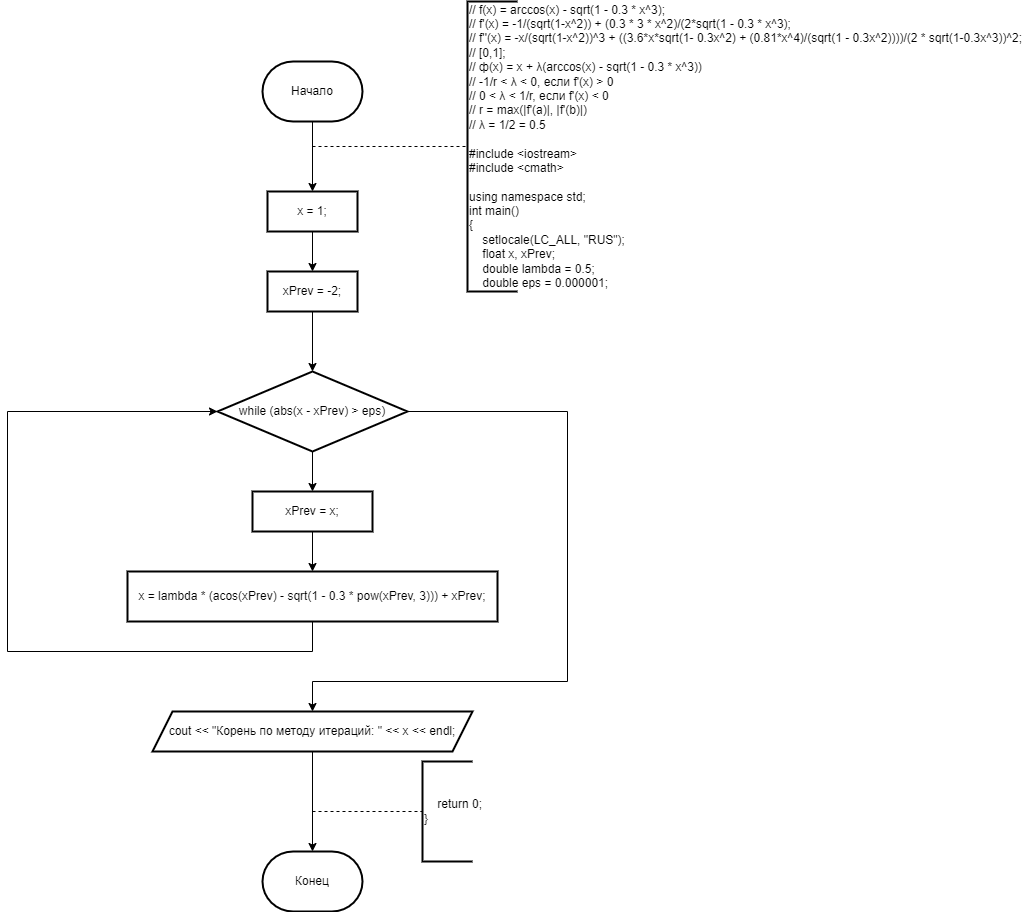 // f(x) = arccos(x) - sqrt(1 - 0.3 * x^3);
// f'(x) = -1/(sqrt(1-x^2)) + (0.3 * 3 * x^2)/(2*sqrt(1 - 0.3 * x^3);
// f''(x) = -x/(sqrt(1-x^2))^3 + ((3.6*x*sqrt(1- 0.3x^2) + (0.81*x^4)/(sqrt(1 - 0.3x^2))))/(2 * sqrt(1-0.3x^3))^2;
// [0,1];
// ф(x) = x + λ(arccos(x) - sqrt(1 - 0.3 * x^3))
// -1/r < λ < 0, если f'(x) > 0
// 0 < λ < 1/r, если f'(x) < 0
// r = max(|f'(a)|, |f'(b)|)
// λ = 1/2 = 0.5
#include <iostream>
#include <cmath>
using namespace std;
int main()
{
setlocale(LC_ALL, "RUS");
float x, xPrev;
double lambda = 0.5;
double eps = 0.000001;
Начало
x = 1;
xPrev = -2;
while (abs(x - xPrev) > eps)
xPrev = x;
x = lambda * (acos(xPrev) - sqrt(1 - 0.3 * pow(xPrev, 3))) + xPrev;
cout << "Корень по методу итераций: " << x << endl;
return 0;
}
Конец